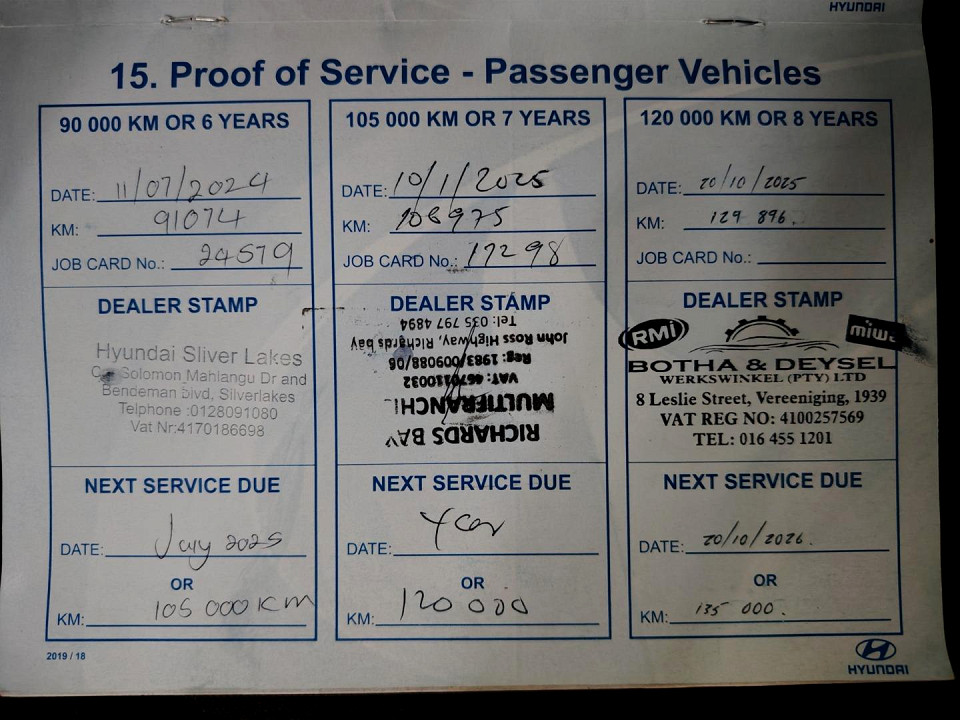 HYUNDAI
15. Proof of Service - Passenger Vehicles
90 000 KM OR 6 YEARS
DATE: 11/07/2024
KM: 91074
JOB CARD No.: 24579
DEALER STAMP
Hyundai Sliver Lakes
Solomon Mahlangu Dr and
Bendeman blvd, Silverlakes
Telphone :0128091080
Vat Nr:4170186698
NEXT SERVICE DUE
DATE: July 2025
OR
KM: 105 000 KM
105 000 KM OR 7 YEARS
DATE: 10/1/2025
KM: 108975
JOB CARD No.: 17298
DEALER STAMP
RICHARDS BAY
MULTIFRANCHI
VAT: 4670110032
Reg: 1983/009088/06
John Ross Highway, Richards bay
Tel: 035 797 4894
NEXT SERVICE DUE
DATE: Year
OR
KM: 120 000
120 000 KM OR 8 YEARS
DATE: 20/10/2025
KM: 129 896.
JOB CARD No.:
DEALER STAMP
RMi
miwa
BOTHA & DEYSEL
WERKSWINKEL (PTY) LTD
8 Leslie Street, Vereeniging, 1939
VAT REG NO: 4100257569
TEL: 016 455 1201
NEXT SERVICE DUE
DATE: 20/10/2026.
OR
KM: 135 000.
2019 / 18
HYUNDAI